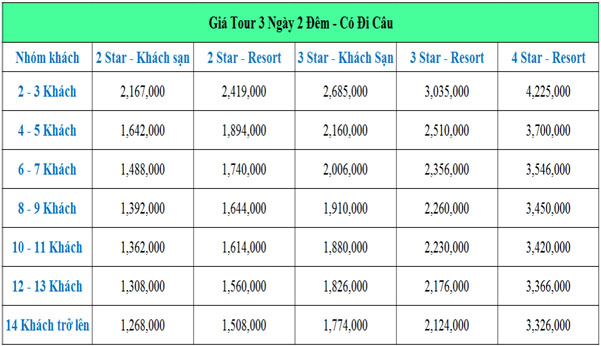 Giá Tour 3 Ngày 2 Đêm - Có Đi Câu
Nhóm khách 2 Star - Khách sạn 2 Star - Resort 3 Star - Khách Sạn 3 Star - Resort 4 Star - Resort
2 - 3 Khách 2,167,000 2,419,000 2,685,000 3,035,000 4,225,000
4 - 5 Khách 1,642,000 1,894,000 2,160,000 2,510,000 3,700,000
6 - 7 Khách 1,488,000 1,740,000 2,006,000 2,356,000 3,546,000
8 - 9 Khách 1,392,000 1,644,000 1,910,000 2,260,000 3,450,000
10 - 11 Khách 1,362,000 1,614,000 1,880,000 2,230,000 3,420,000
12 - 13 Khách 1,308,000 1,560,000 1,826,000 2,176,000 3,366,000
14 Khách trở lên 1,268,000 1,508,000 1,774,000 2,124,000 3,326,000